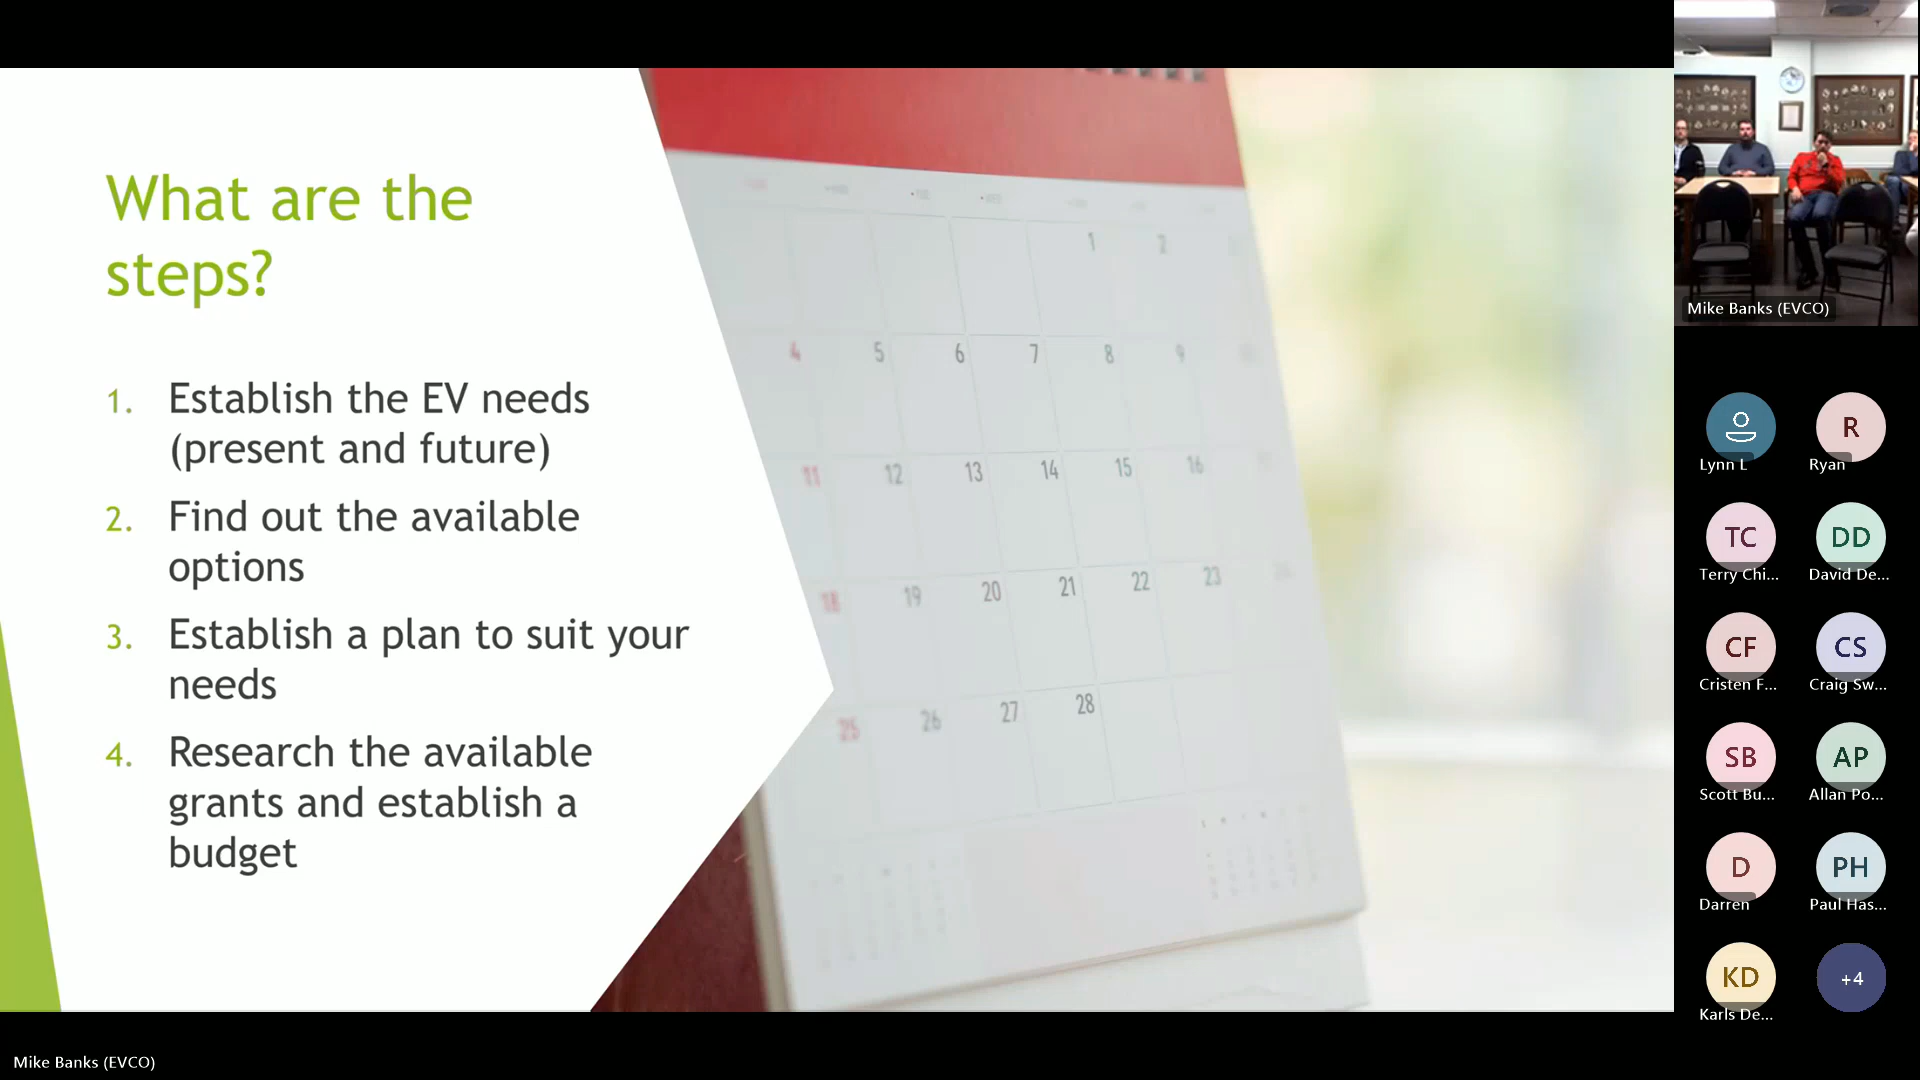 What are the
steps?
1. Establish the EV needs
(present and future)
2. Find out the available
options
3. Establish a plan to suit your
needs
4. Research the available
grants and establish a
budget
1 2
4 5 6 7 8 9
11 12 13 14 15 16
18 19 20 21 22 23
25 26 27 28
Mike Banks (EVCO)
R
Lynn L
Ryan
TC
DD
Terry Chi...
David De...
CF
CS
Cristen F...
Craig Sw...
SB
AP
Scott Bu...
Allan Po...
D
PH
Darren
Paul Has...
KD
+4
Karls De...
Mike Banks (EVCO)